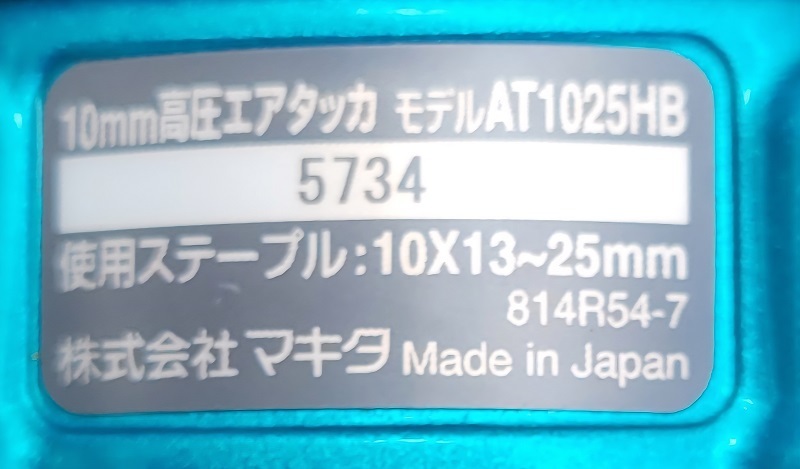 10mm高圧エアタッカ モデルAT1025HB
5734
使用ステープル:10X13~25mm
814R54-7
株式会社マキタ Made in Japan